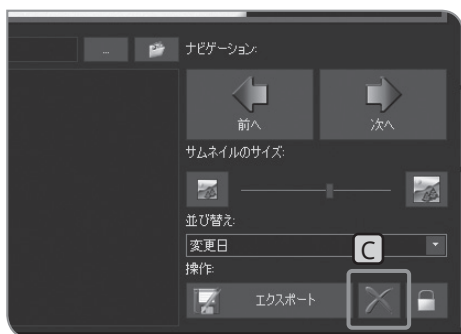 ...
ナビゲーション:
前へ
次へ
サムネイルのサイズ:
並び替え:
変更日
C
操作:
エクスポート